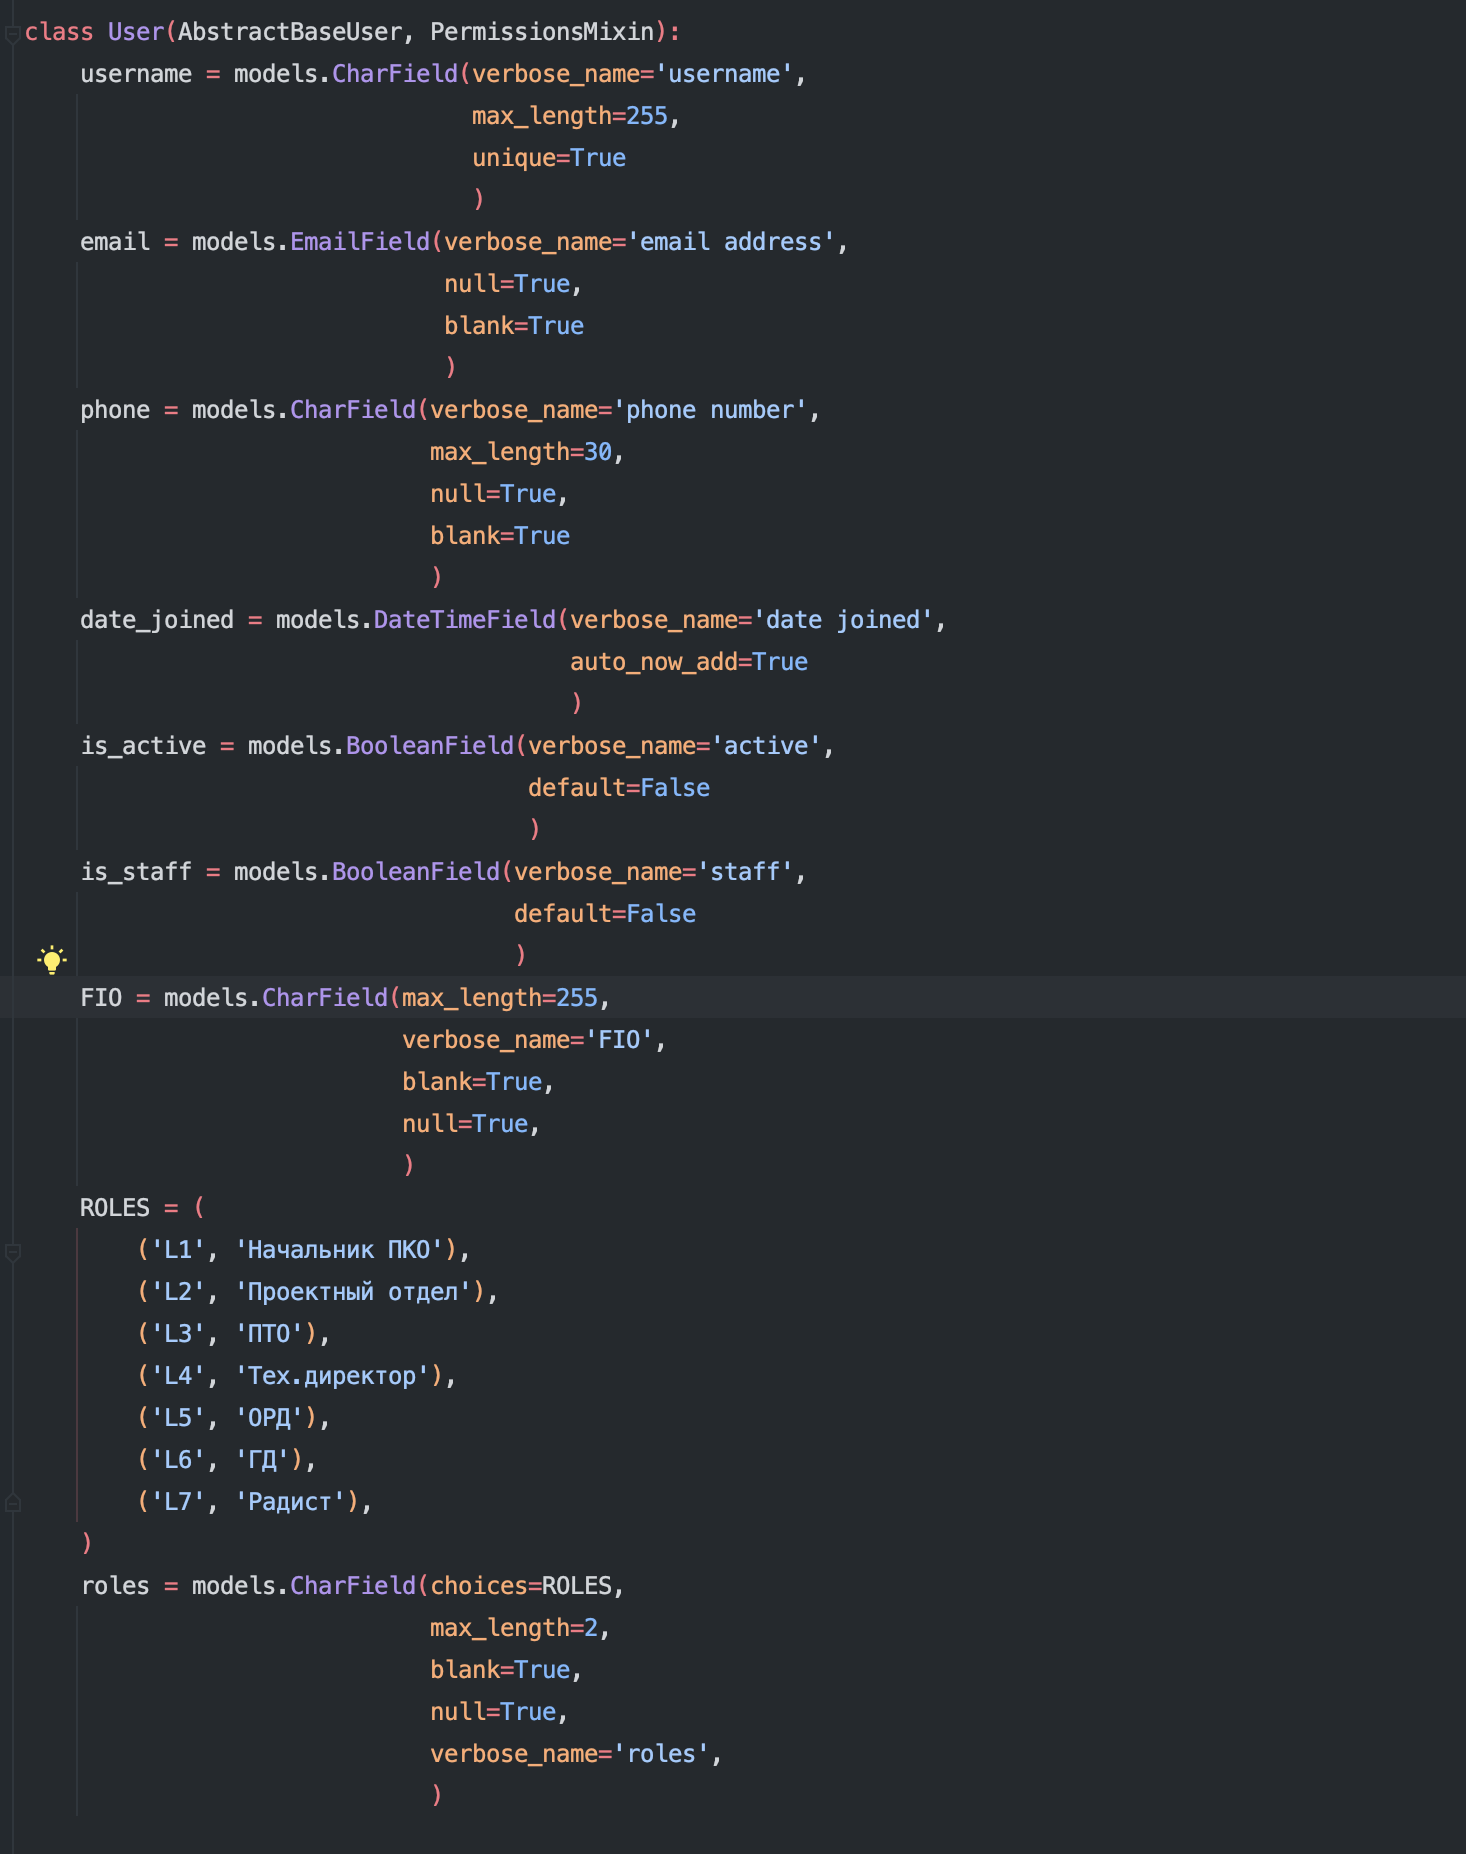 class User(AbstractBaseUser, PermissionsMixin):
    username = models.CharField(verbose_name='username',
                                max_length=255,
                                unique=True
                                )
    email = models.EmailField(verbose_name='email address',
                              null=True,
                              blank=True
                              )
    phone = models.CharField(verbose_name='phone number',
                             max_length=30,
                             null=True,
                             blank=True
                             )
    date_joined = models.DateTimeField(verbose_name='date joined',
                                       auto_now_add=True
                                       )
    is_active = models.BooleanField(verbose_name='active',
                                    default=False
                                    )
    is_staff = models.BooleanField(verbose_name='staff',
                                   default=False
                                   )
    FIO = models.CharField(max_length=255,
                           verbose_name='FIO',
                           blank=True,
                           null=True,
                           )
    ROLES = (
        ('L1', 'Начальник ПКО'),
        ('L2', 'Проектный отдел'),
        ('L3', 'ПТО'),
        ('L4', 'Тех.директор'),
        ('L5', 'ОРД'),
        ('L6', 'ГД'),
        ('L7', 'Радист'),
    )
    roles = models.CharField(choices=ROLES,
                             max_length=2,
                             blank=True,
                             null=True,
                             verbose_name='roles',
                             )